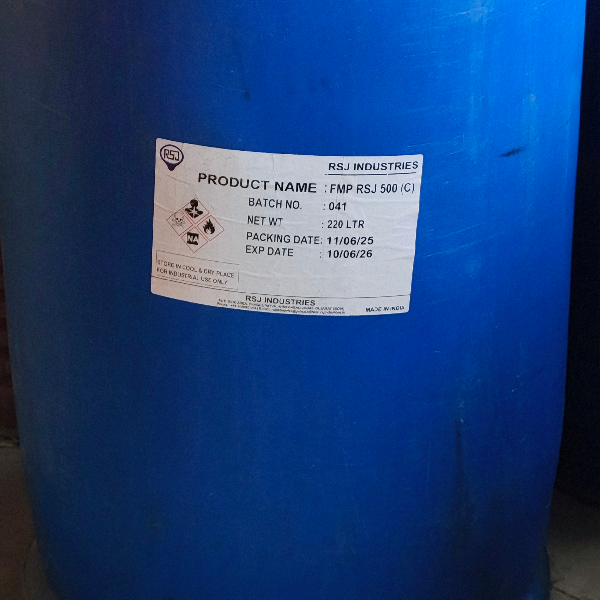 RSJ
RSJ INDUSTRIES
PRODUCT NAME : FMP RSJ 500 (C)
BATCH NO. : 041
NET WT : 220 LTR
PACKING DATE: 11/06/25
EXP DATE : 10/06/26
NA
STORE IN COOL & DRY PLACE
FOR INDUSTRIAL USE ONLY
RSJ INDUSTRIES
MADE IN INDIA